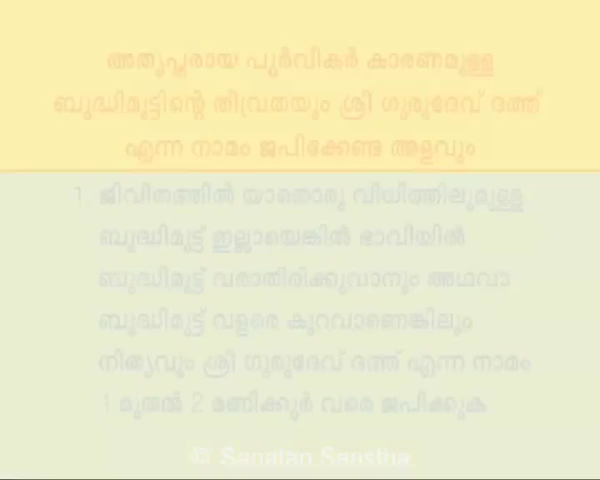 അതൃപ്തരായ പൂർവികർ കാരണമുള്ള
ബുദ്ധിമുട്ടിന്റെ തീവ്രതയും ശ്രീ ഗുരുദേവ് ദത്ത്
എന്ന നാമം ജപിക്കേണ്ട അളവും
1. ജീവിതത്തിൽ യാതൊരു വിധത്തിലുമുള്ള
ബുദ്ധിമുട്ട് ഇല്ലായെങ്കിൽ ഭാവിയിൽ
ബുദ്ധിമുട്ട് വരാതിരിക്കുവാനും അഥവാ
ബുദ്ധിമുട്ട് വളരെ കുറവാണെങ്കിലും
നിത്യവും ശ്രീ ഗുരുദേവ് ദത്ത് എന്ന നാമം
1 മുതൽ 2 മണിക്കൂർ വരെ ജപിക്കുക
© Sanatan Sanstha